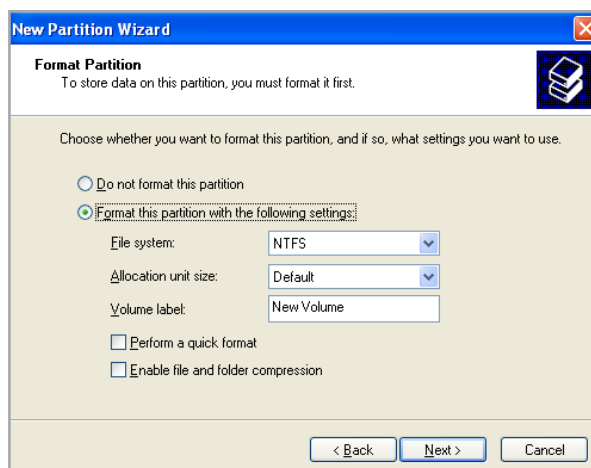 New Partition Wizard
Format Partition
To store data on this partition, you must format it first.
Choose whether you want to format this partition, and if so, what settings you want to use.
Do not format this partition
Format this partition with the following settings:
File system: NTFS
Allocation unit size: Default
Volume label: New Volume
Perform a quick format
Enable file and folder compression
< Back Next > Cancel